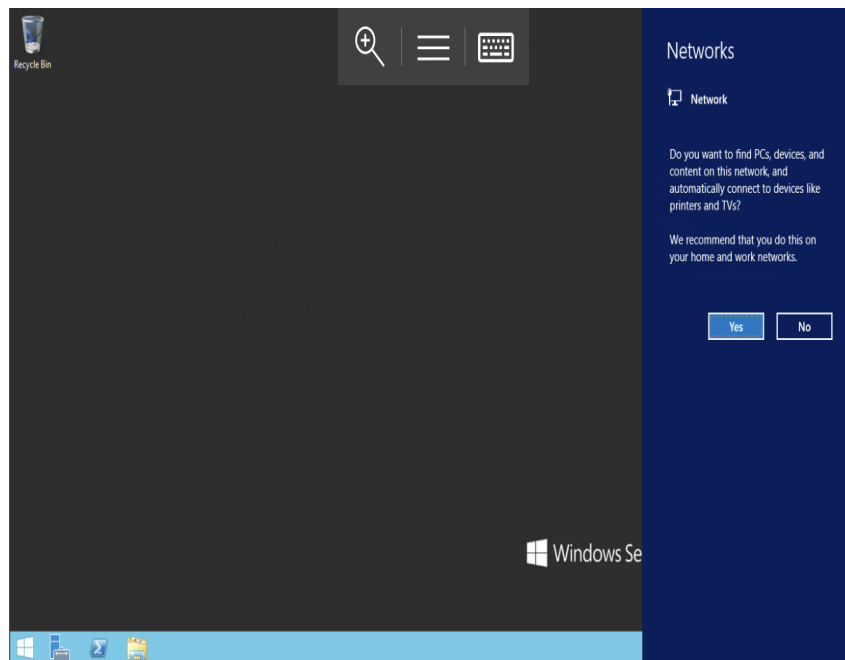 Recycle Bin
Networks
Network
Do you want to find PCs, devices, and
content on this network, and
automatically connect to devices like
printers and TVs?
We recommend that you do this on
your home and work networks.
Yes
No
Windows Se